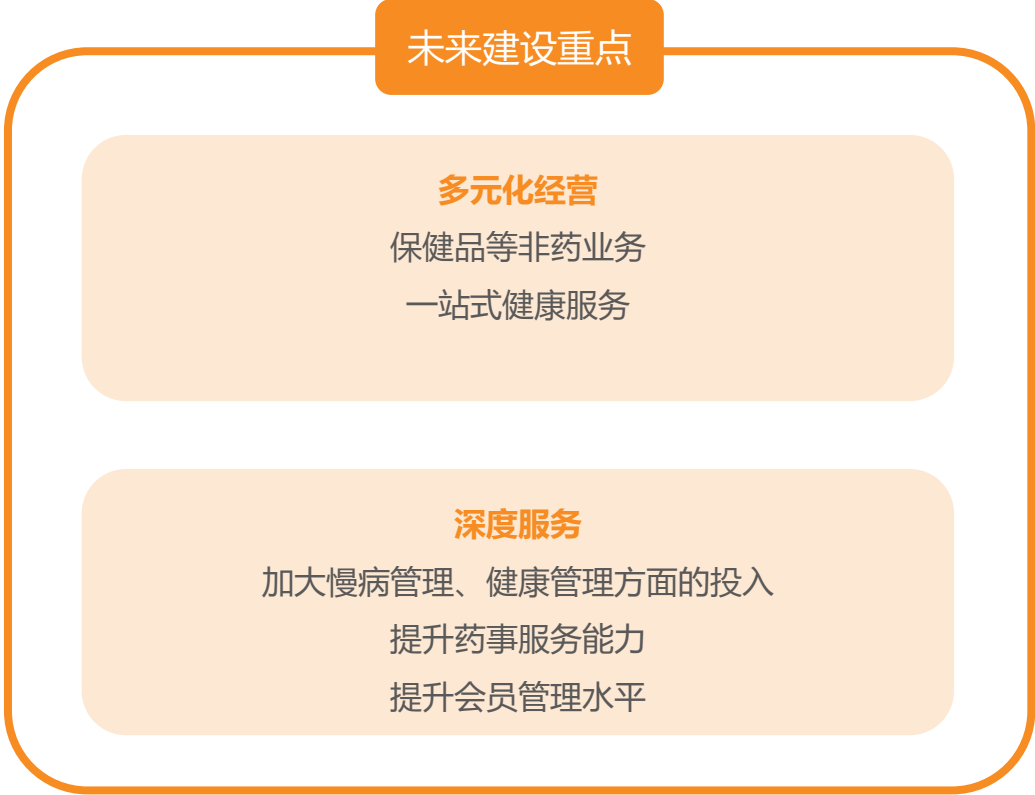 未来建设重点
多元化经营
保健品等非药业务
一站式健康服务
深度服务
加大慢病管理、健康管理方面的投入
提升药事服务能力
提升会员管理水平